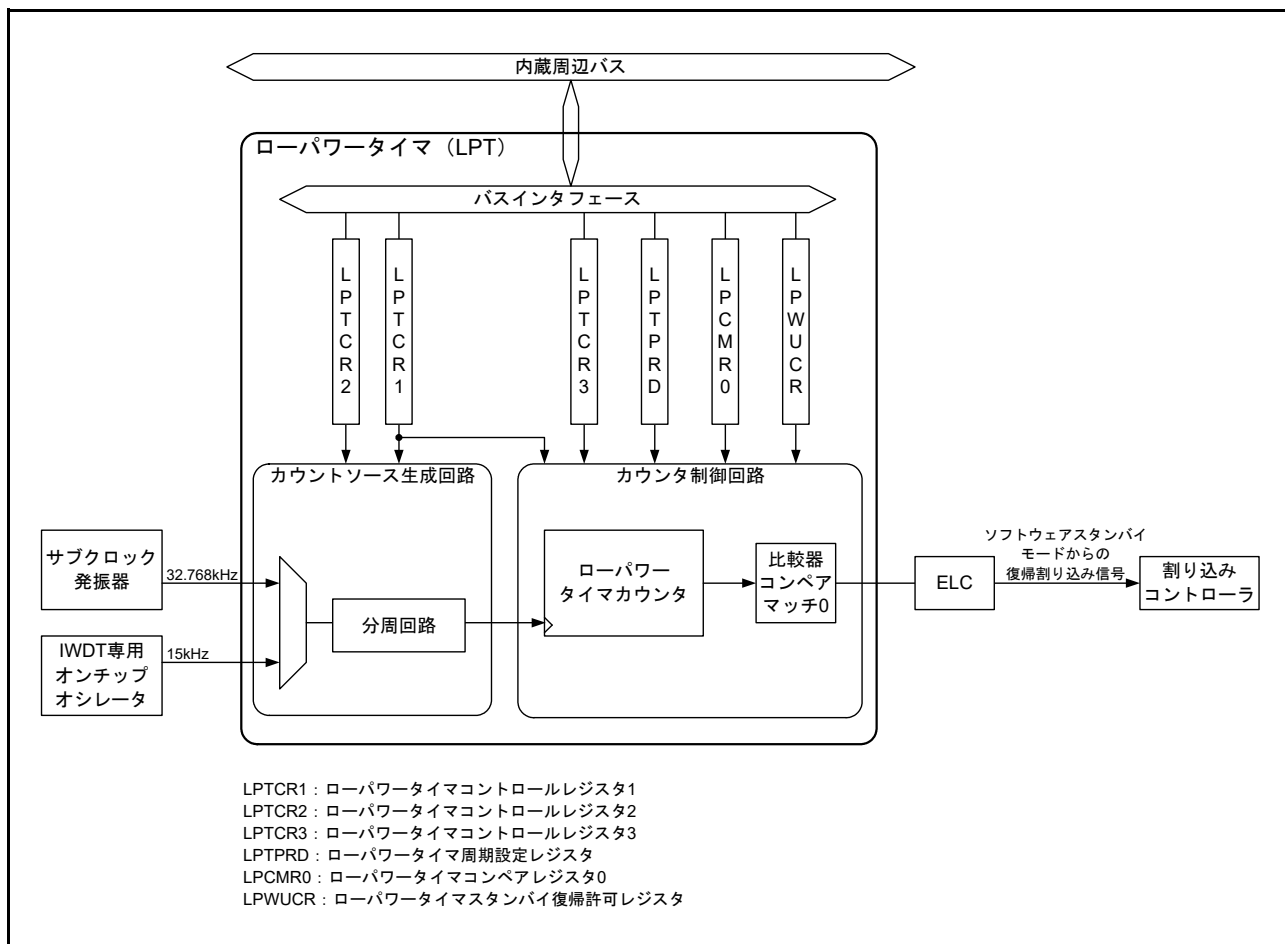 内蔵周辺バス
ローパワータイマ（LPT）
バスインタフェース
LPTCR2
LPTCR1
LPTCR3
LPTPRD
LPCMR0
LPWUCR
カウントソース生成回路
カウンタ制御回路
サブクロック
発振器
32.768kHz
IWDT専用
オンチップ
オシレータ
15kHz
分周回路
ローパワー
タイマカウンタ
比較器
コンペア
マッチ0
ELC
ソフトウェアスタンバイ
モードからの
復帰割り込み信号
割り込み
コントローラ
LPTCR1：ローパワータイマコントロールレジスタ1
LPTCR2：ローパワータイマコントロールレジスタ2
LPTCR3：ローパワータイマコントロールレジスタ3
LPTPRD：ローパワータイマ周期設定レジスタ
LPCMR0：ローパワータイマコンペアレジスタ0
LPWUCR：ローパワータイマスタンバイ復帰許可レジスタ